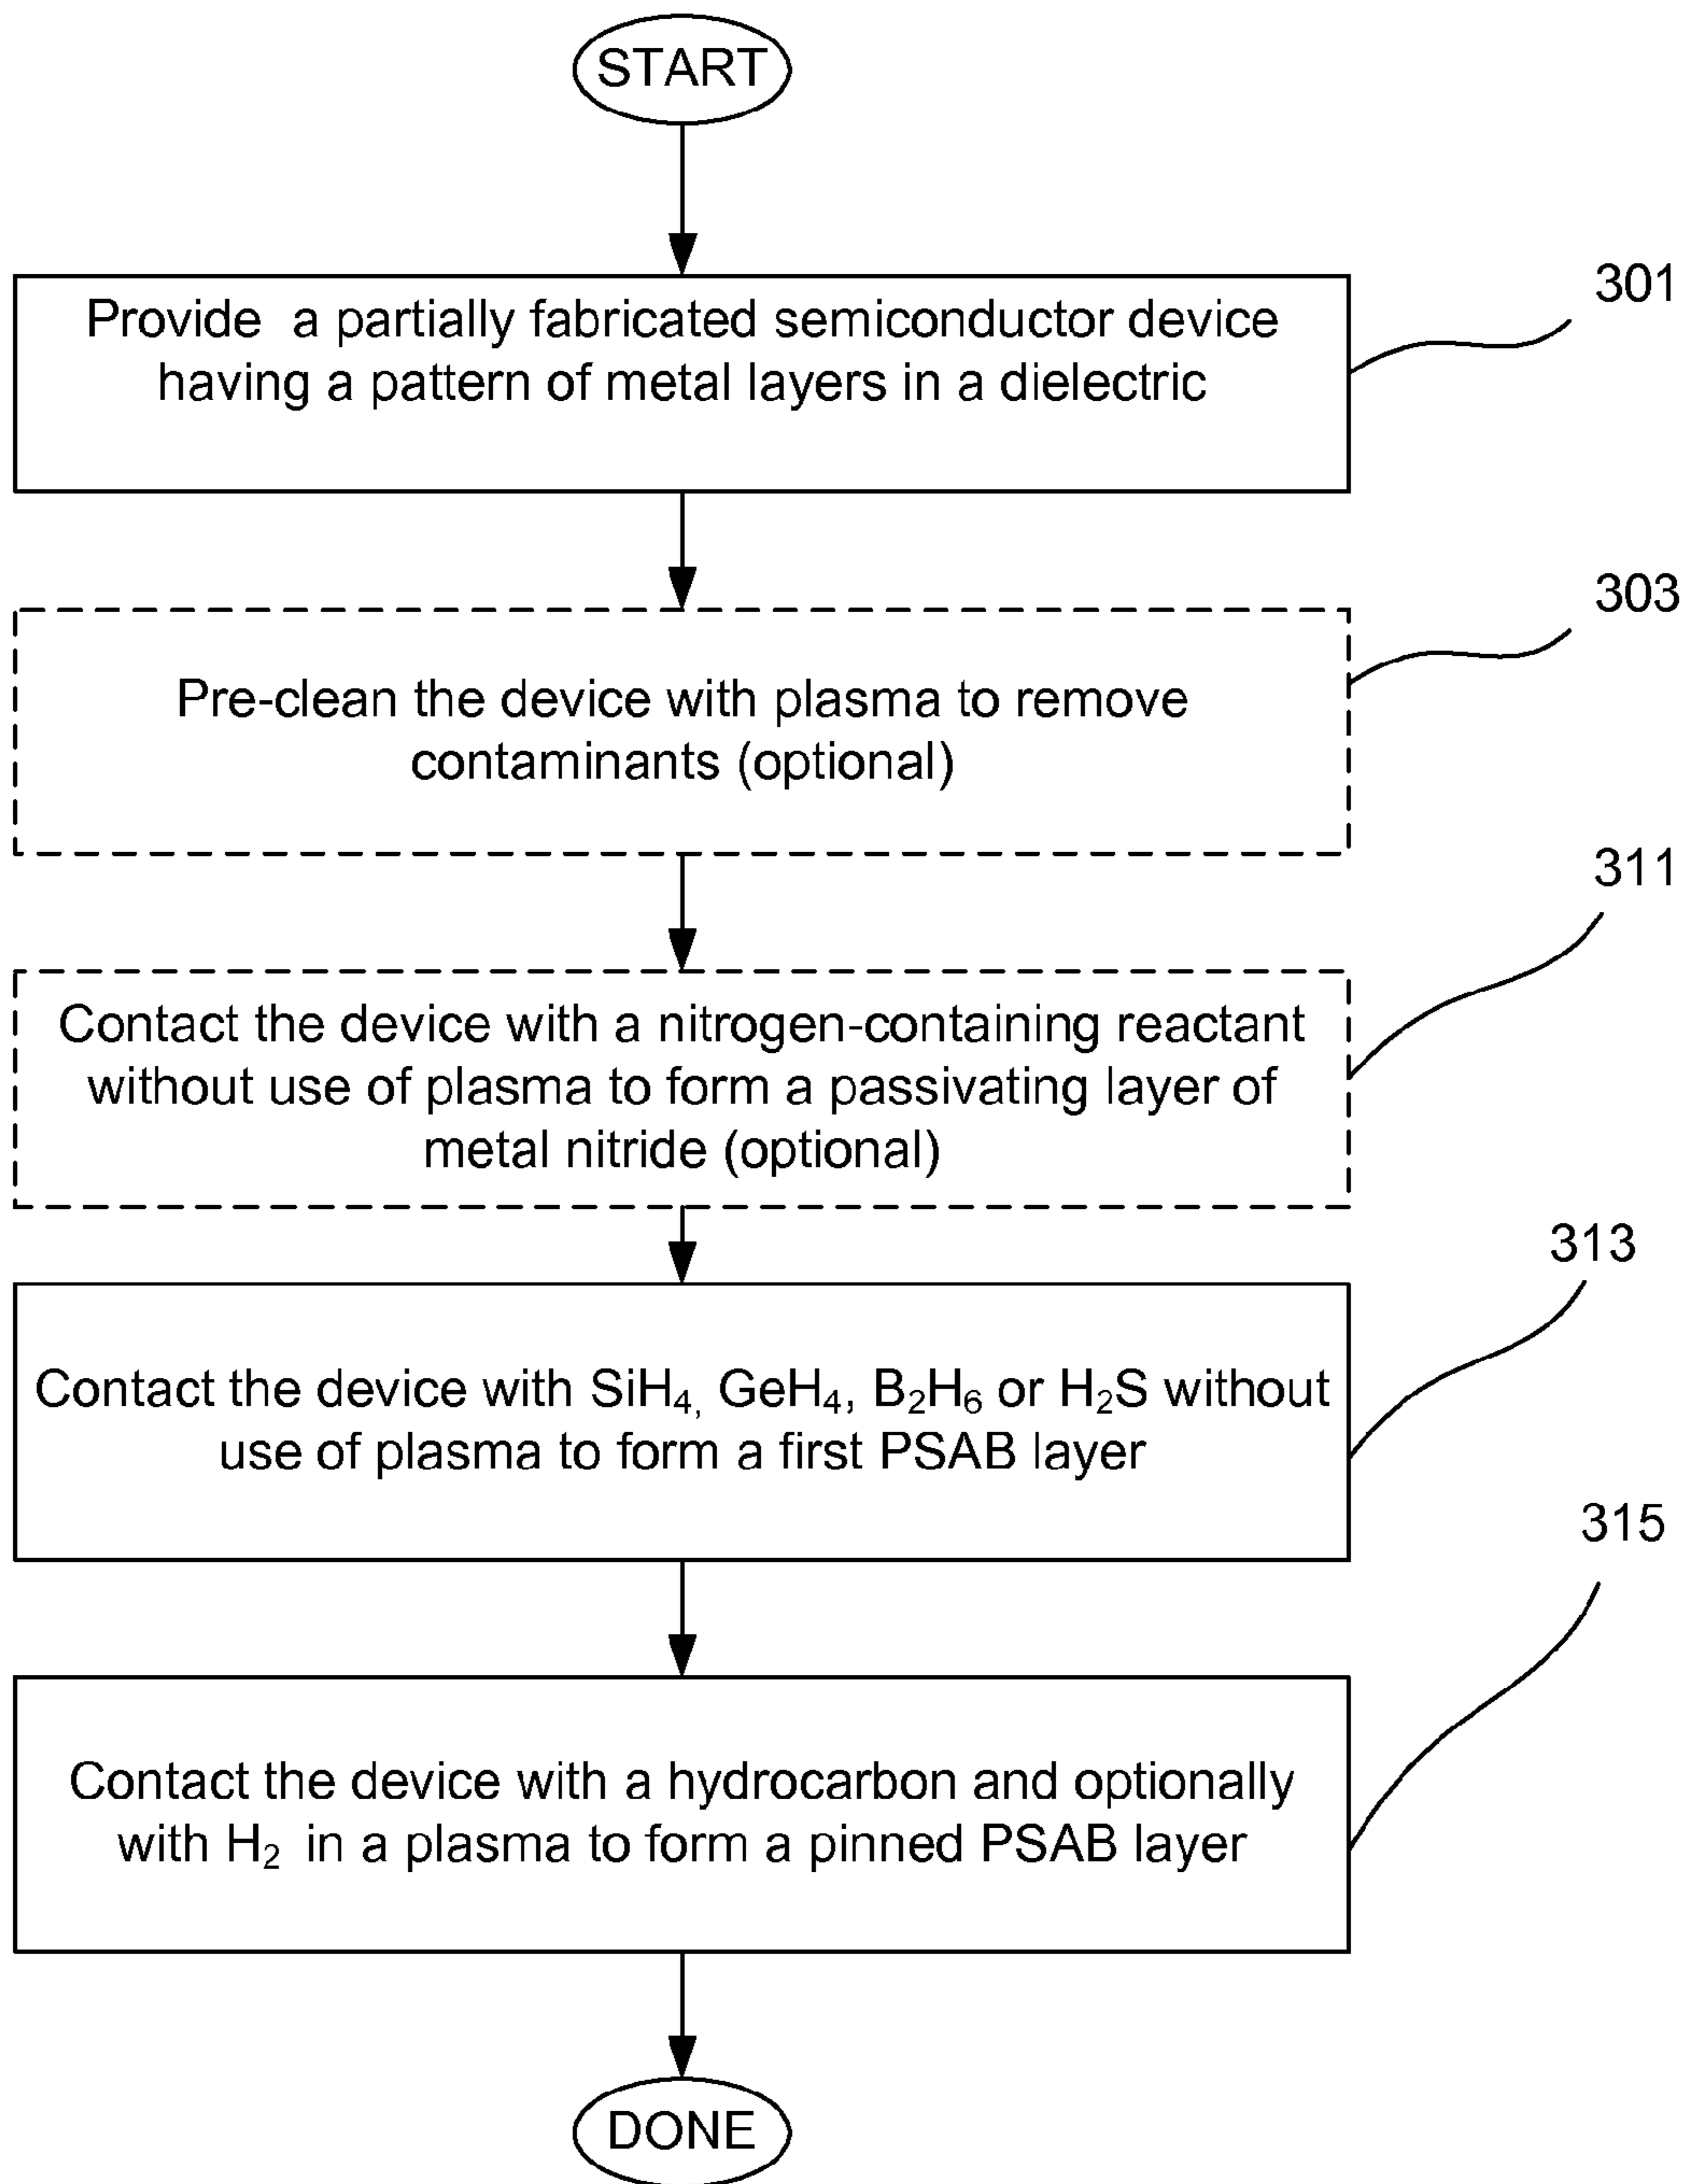 START
301
Provide a partially fabricated semiconductor device
having a pattern of metal layers in a dielectric
303
Pre-clean the device with plasma to remove
contaminants (optional)
311
Contact the device with a nitrogen-containing reactant
without use of plasma to form a passivating layer of
metal nitride (optional)
313
Contact the device with SiH₄, GeH₄, B₂H₆ or H₂S without
use of plasma to form a first PSAB layer
315
Contact the device with a hydrocarbon and optionally
with H₂ in a plasma to form a pinned PSAB layer
DONE